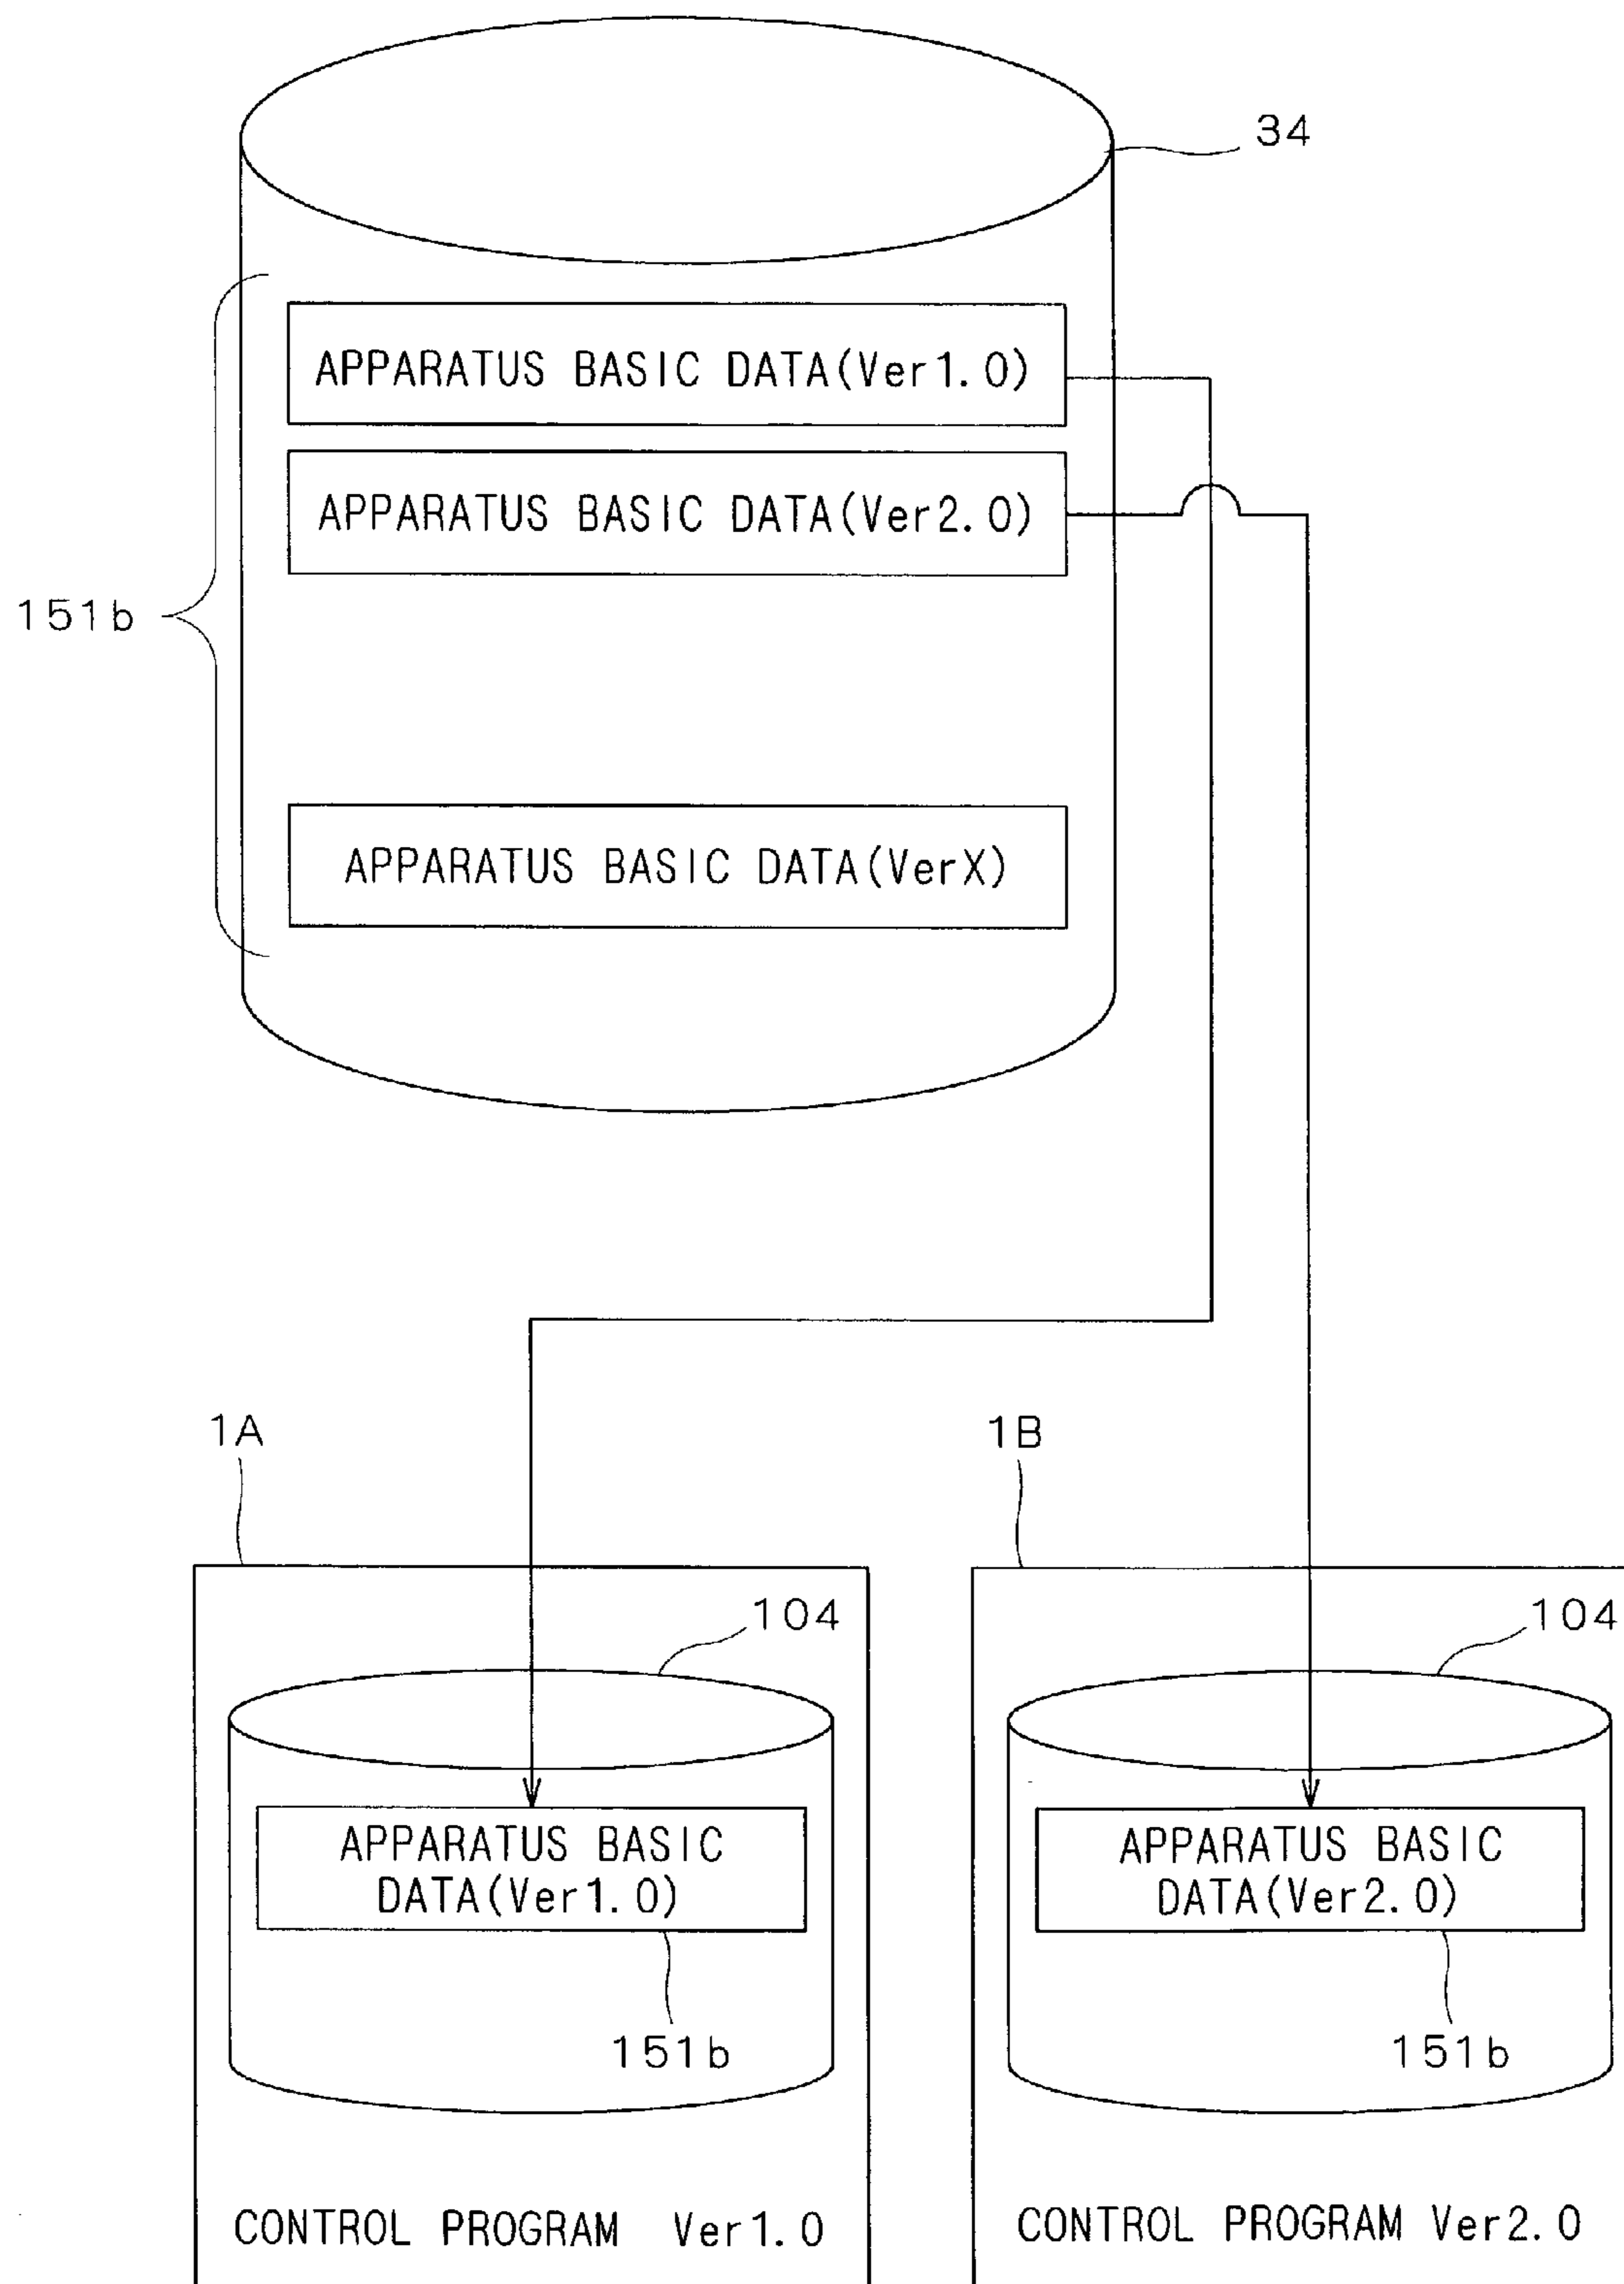 34
APPARATUS BASIC DATA(Ver1.0)
APPARATUS BASIC DATA(Ver2.0)
151b
APPARATUS BASIC DATA(VerX)
1A
1B
104
104
APPARATUS BASIC
DATA(Ver1.0)
APPARATUS BASIC
DATA(Ver2.0)
151b
151b
CONTROL PROGRAM Ver1.0
CONTROL PROGRAM Ver2.0